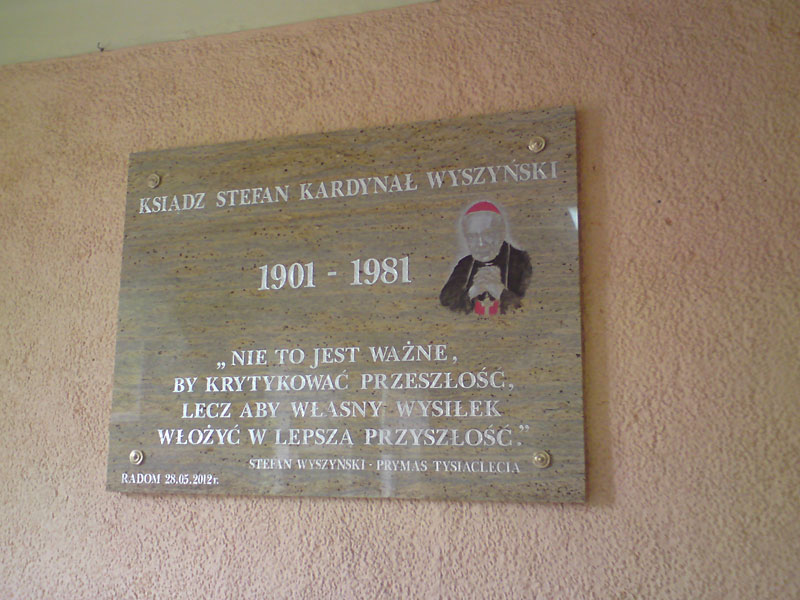 KSIĄDZ STEFAN KARDYNAŁ WYSZYŃSKI
1901 - 1981
„NIE TO JEST WAŻNE,
BY KRYTYKOWAĆ PRZESZŁOŚĆ,
LECZ ABY WŁASNY WYSIŁEK
WŁOŻYĆ W LEPSZA PRZYSZŁOŚĆ.”
STEFAN WYSZYŃSKI - PRYMAS TYSIĄCLECIA
RADOM 28.05.2012 r.